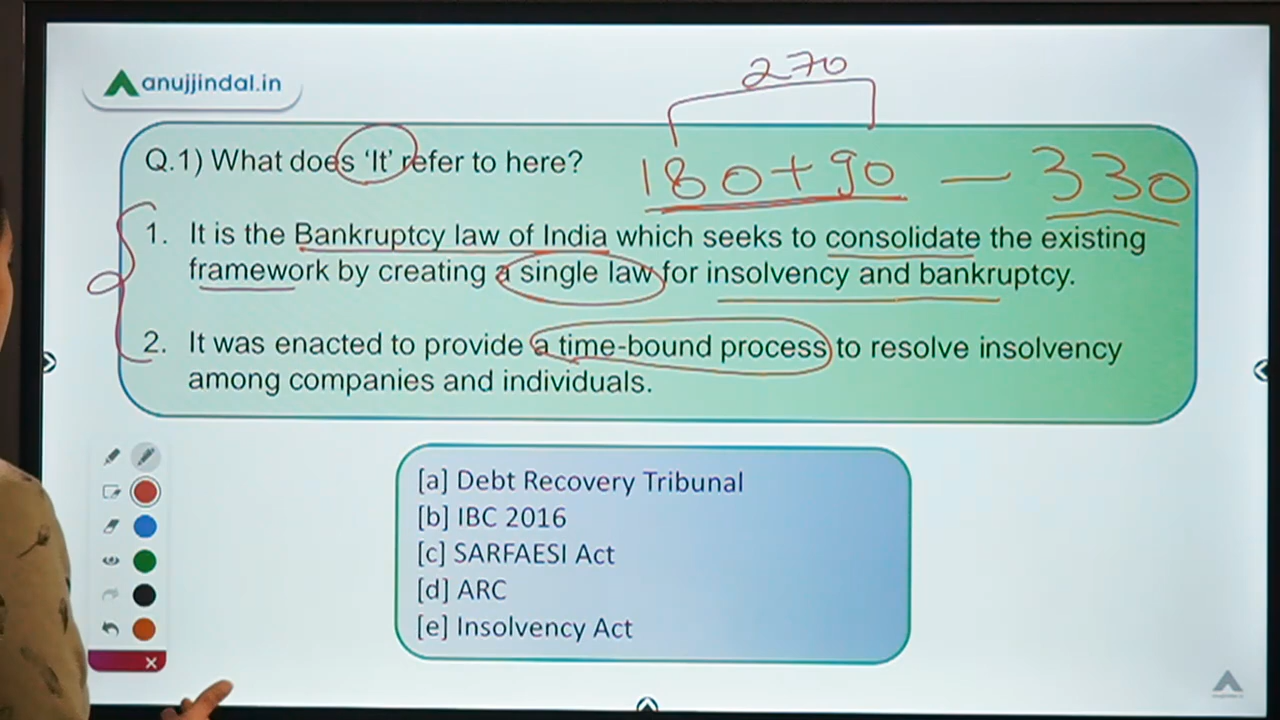 anujjindal.in
270
Q.1) What does 'It' refer to here?
180+90 — 330
1. It is the Bankruptcy law of India which seeks to consolidate the existing
framework by creating a single law for insolvency and bankruptcy.
2. It was enacted to provide a time-bound process to resolve insolvency
among companies and individuals.
[a] Debt Recovery Tribunal
[b] IBC 2016
[c] SARFAESI Act
[d] ARC
[e] Insolvency Act